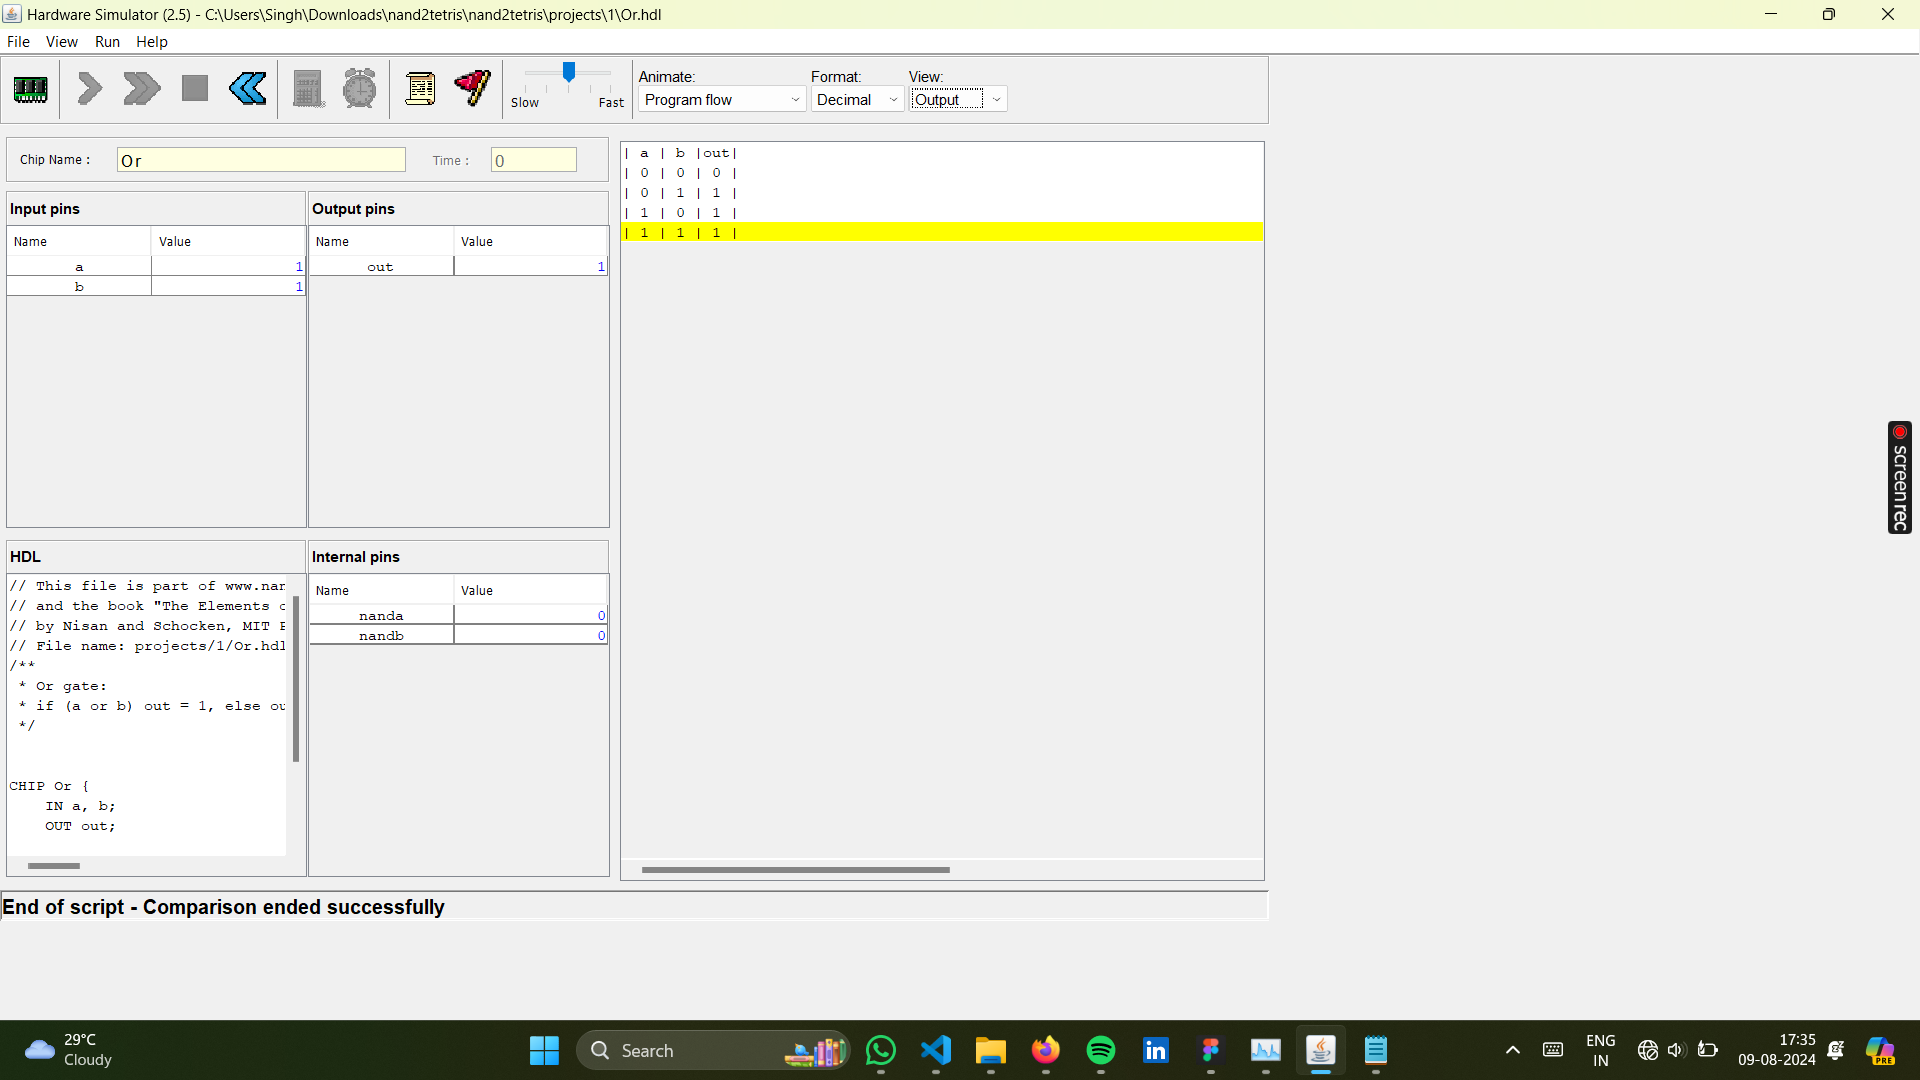 Hardware Simulator (2.5) - C:\Users\Singh\Downloads\nand2tetris\nand2tetris\projects\1\Or.hdl
File View Run Help
Slow Fast
Animate: Format: View:
Program flow Decimal Output
Chip Name : Or Time : 0
Input pins Output pins
Name Value Name Value
a 1 out 1
b 1
| a | b |out|
| 0 | 0 | 0 |
| 0 | 1 | 1 |
| 1 | 0 | 1 |
| 1 | 1 | 1 |
HDL
// This file is part of www.nan
// and the book "The Elements o
// by Nisan and Schocken, MIT P
// File name: projects/1/Or.hdl
/**
* Or gate:
* if (a or b) out = 1, else ou
*/
CHIP Or {
IN a, b;
OUT out;
Internal pins
Name Value
nanda 0
nandb 0
End of script - Comparison ended successfully
screenrec
29°C
Cloudy
Search
ENG
IN
17:35
09-08-2024
PRE